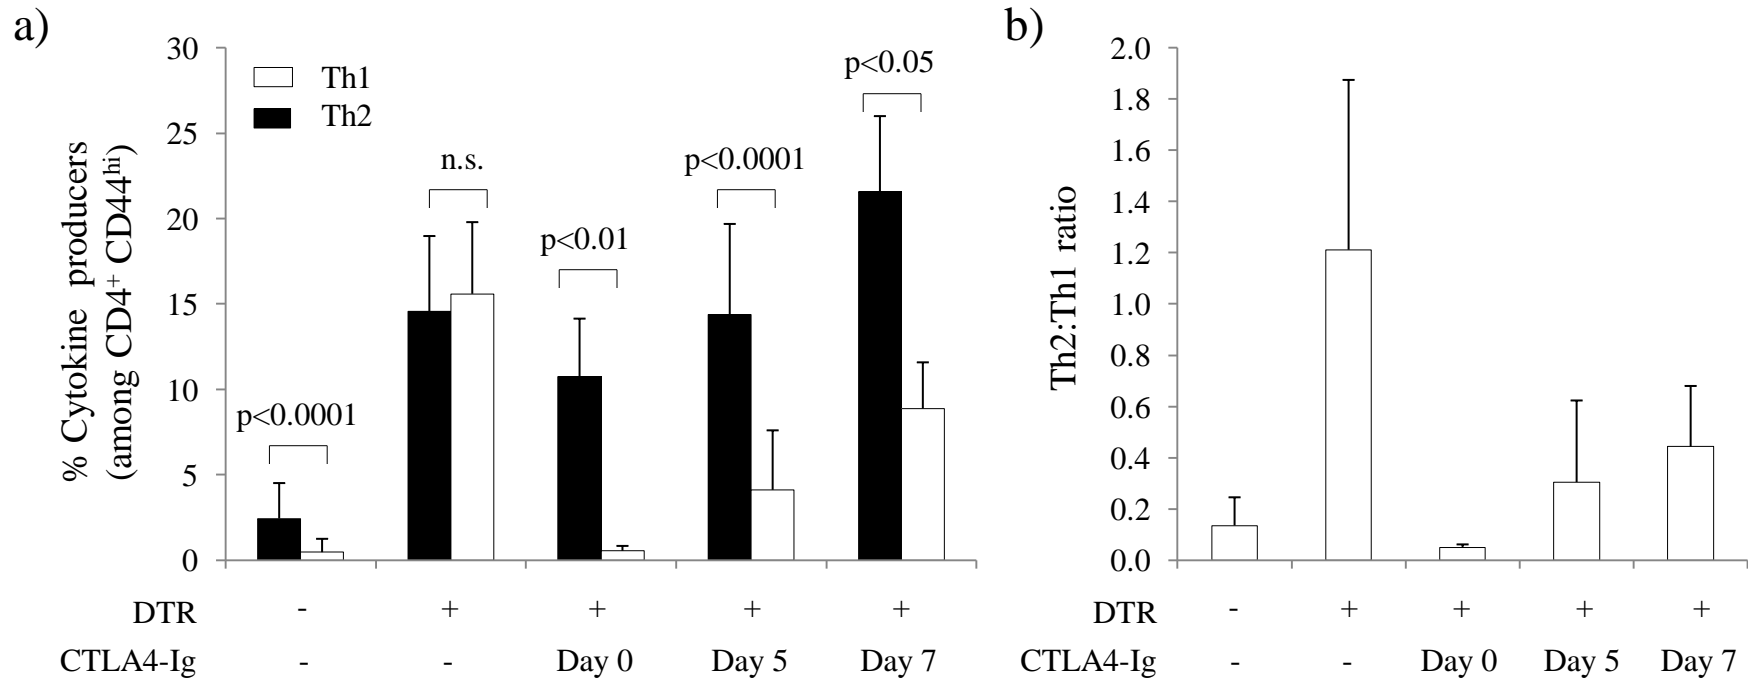 a)
% Cytokine producers
(among CD4⁺ CD44ʰⁱ)
30
25
20
15
10
5
0
Th1
Th2
p<0.0001
n.s.
p<0.01
p<0.0001
p<0.05
DTR - + + + +
CTLA4-Ig - - Day 0 Day 5 Day 7
b)
Th2:Th1 ratio
2.0
1.8
1.6
1.4
1.2
1.0
0.8
0.6
0.4
0.2
0.0
DTR - + + + +
CTLA4-Ig - - Day 0 Day 5 Day 7